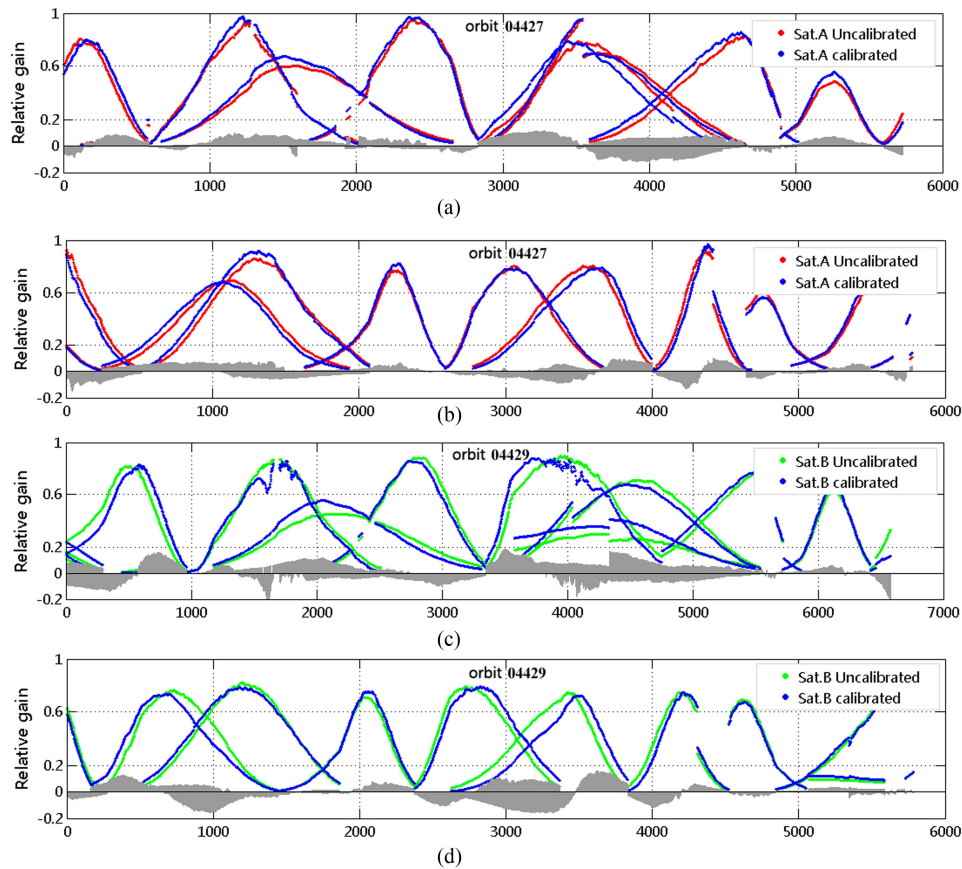 1
orbit 04427
Sat.A Uncalibrated
Sat.A calibrated
Relative gain
0.6
0.2
0
-0.2
0
1000
2000
3000
4000
5000
6000
(a)
1
orbit 04427
Sat.A Uncalibrated
Sat.A calibrated
Relative gain
0.6
0.2
0
-0.2
0
1000
2000
3000
4000
5000
6000
(b)
1
orbit 04429
Sat.B Uncalibrated
Sat.B calibrated
Relative gain
0.6
0.2
0
-0.2
0
1000
2000
3000
4000
5000
6000
7000
(c)
1
orbit 04429
Sat.B Uncalibrated
Sat.B calibrated
Relative gain
0.6
0.2
0
-0.2
0
1000
2000
3000
4000
5000
6000
(d)